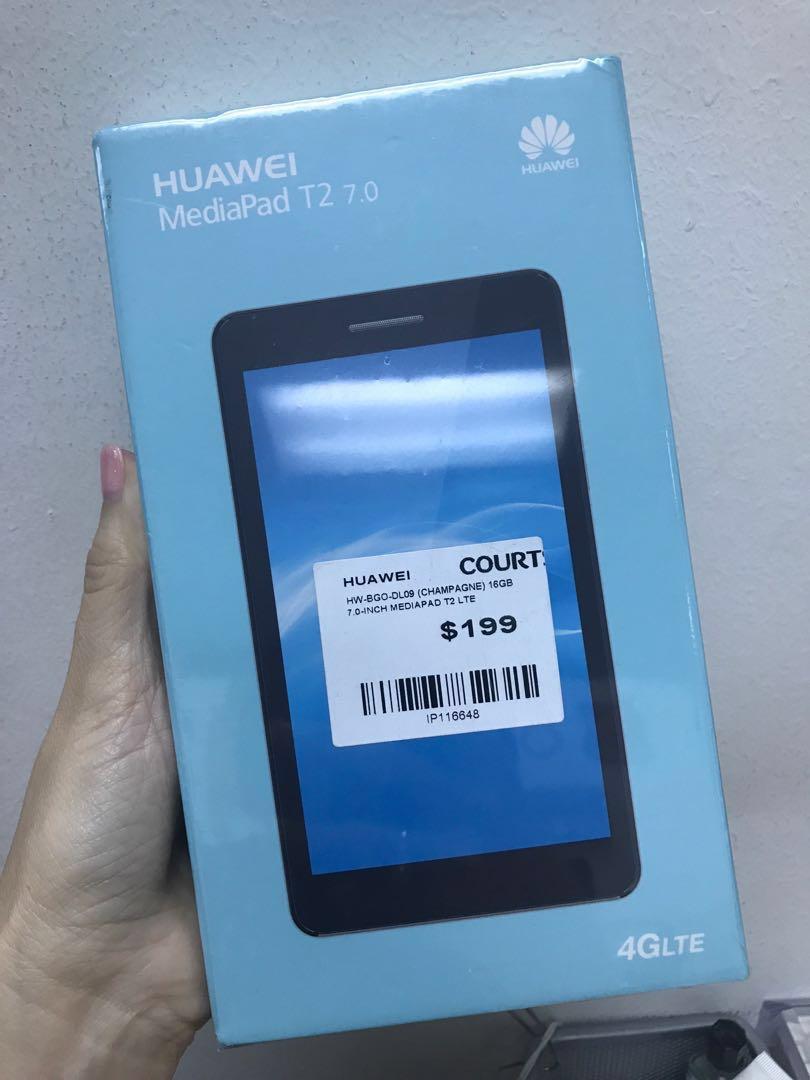 HUAWEI
MediaPad T2 7.0
HUAWEI
HUAWEI
COURTS
HW-BGO-DL09 (CHAMPAGNE) 16GB
7.0-INCH MEDIAPAD T2 LTE
$199
IP116648
4GLTE